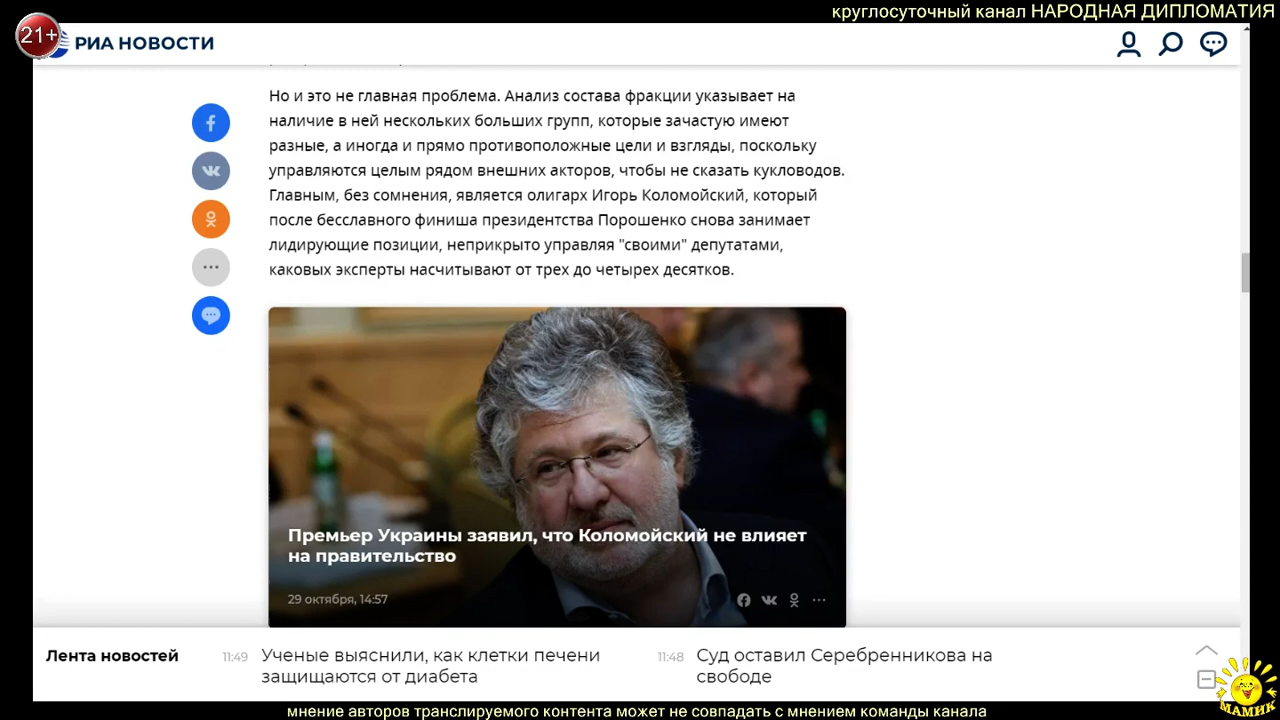 круглосуточный канал НАРОДНАЯ ДИПЛОМАТИЯ
21+
РИА НОВОСТИ
Но и это не главная проблема. Анализ состава фракции указывает на
наличие в ней нескольких больших групп, которые зачастую имеют
разные, а иногда и прямо противоположные цели и взгляды, поскольку
управляются целым рядом внешних акторов, чтобы не сказать кукловодов.
Главным, без сомнения, является олигарх Игорь Коломойский, который
после бесславного финиша президентства Порошенко снова занимает
лидирующие позиции, неприкрыто управляя "своими" депутатами,
каковых эксперты насчитывают от трех до четырех десятков.
Премьер Украины заявил, что Коломойский не влияет
на правительство
29 октября, 14:57
Лента новостей
11:49
Ученые выяснили, как клетки печени
защищаются от диабета
11:48
Суд оставил Серебренникова на
свободе
МАМИК
мнение авторов транслируемого контента может не совпадать с мнением команды канала